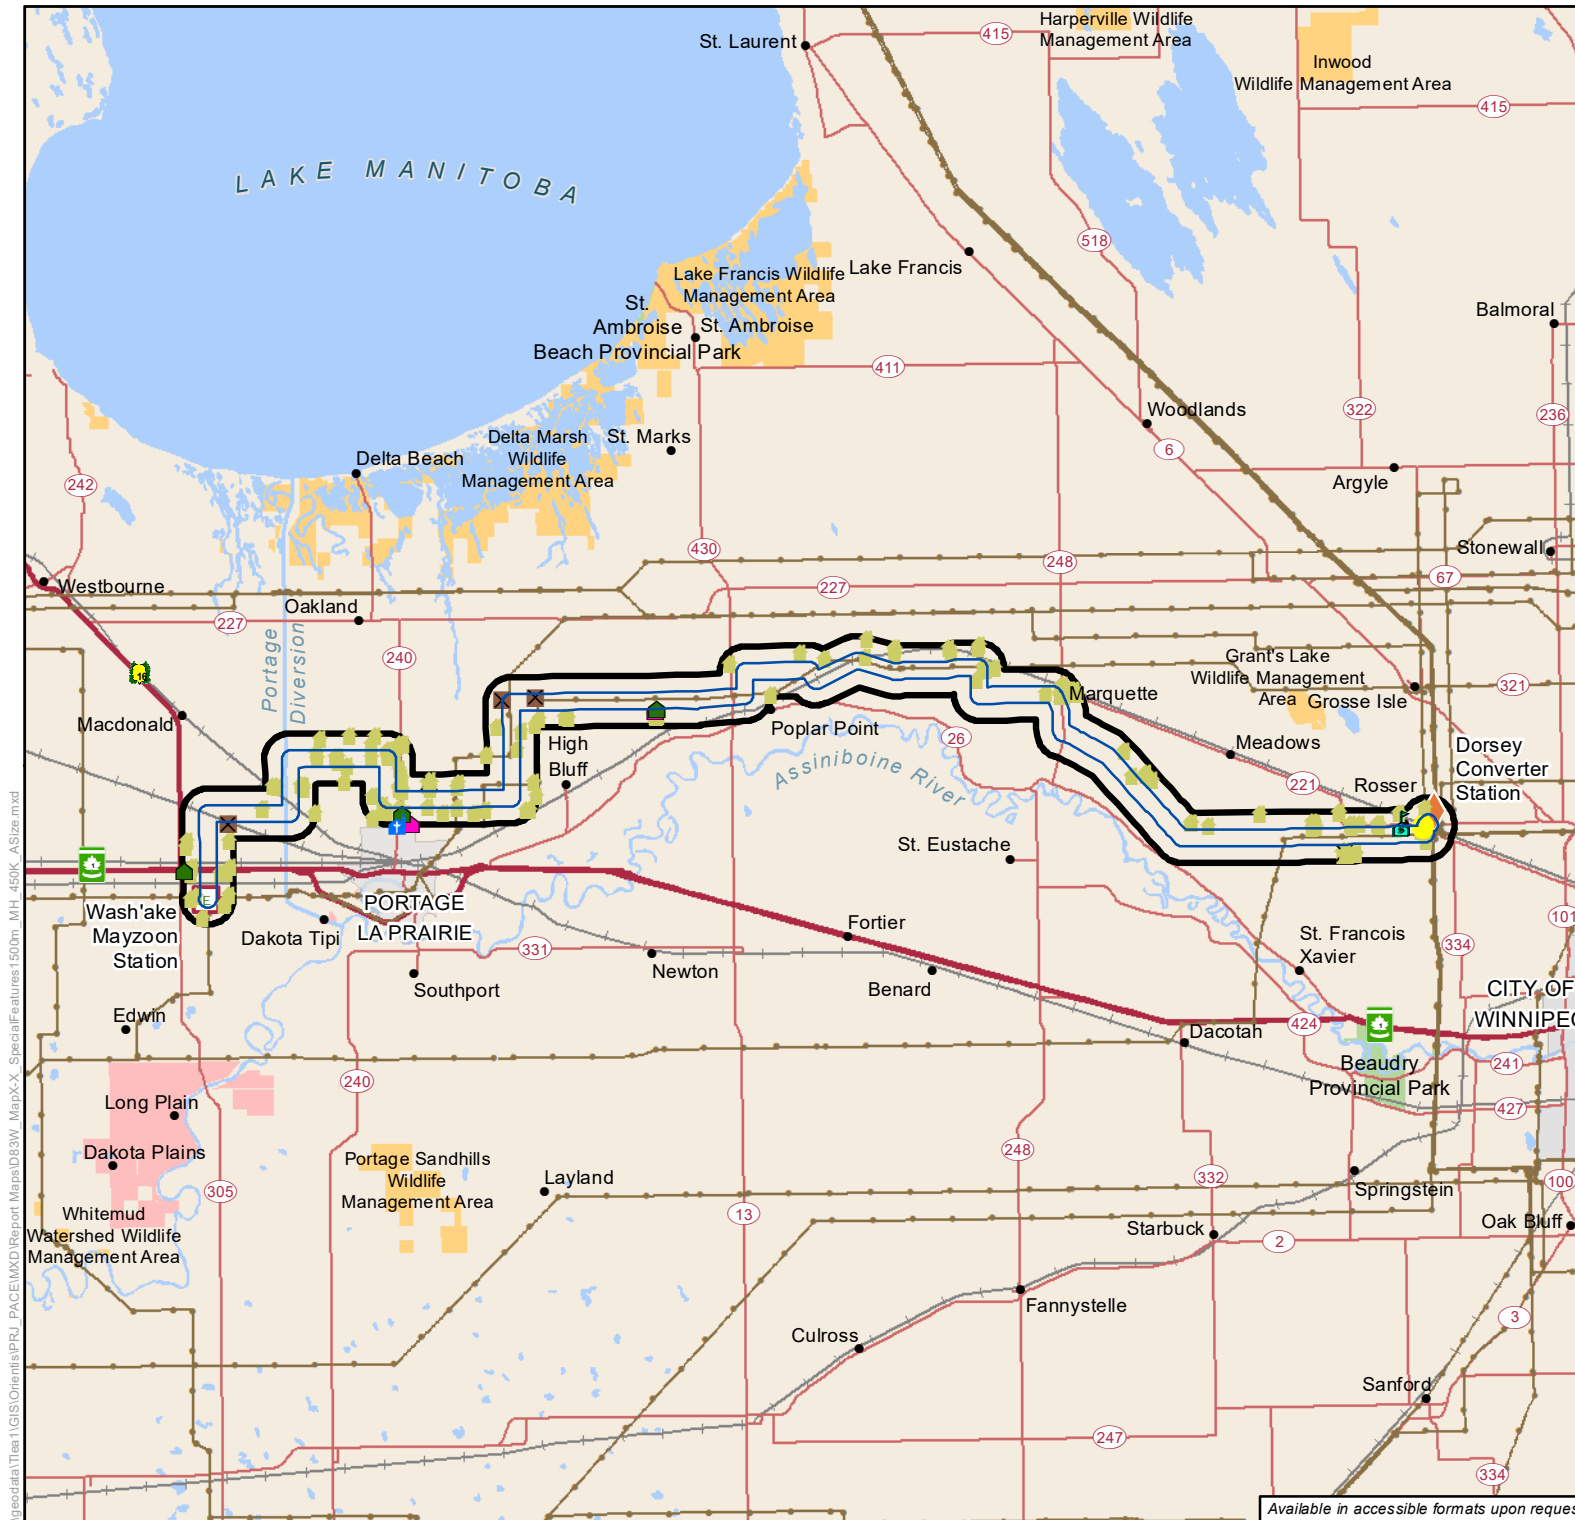 Harperville Wildlife
Management Area
St. Laurent
415
Inwood
Wildlife Management Area
415
LAKE MANITOBA
518
Lake Francis Wildlife
Management Area
Lake Francis
St.
Ambroise
Beach Provincial Park
St. Ambroise
Balmoral
411
322
236
Woodlands
6
Delta Marsh
Wildlife
Management Area
St. Marks
Delta Beach
242
Argyle
430
248
Stonewall
67
Westbourne
227
Oakland
227
Portage
Diversion
240
16
Grant's Lake
Wildlife Management
Area
Grosse Isle
321
Macdonald
Marquette
Poplar Point
26
High
Bluff
Assiniboine River
Meadows
221
Rosser
Dorsey
Converter
Station
St. Eustache
1
E
Wash'ake
Mayzoon
Station
Dakota Tipi
PORTAGE
LA PRAIRIE
Fortier
331
Newton
Benard
Southport
St. Francois
Xavier
101
334
CITY OF
Edwin
424
1
Dacotan
Beaudry
Provincial Park
241
427
240
Long Plain
Dakota Plains
305
Portage Sandhills
Wildlife
Management Area
Layland
248
332
Springstein
100
Whitemud
Watershed Wildlife
Management Area
13
Starbuck
2
Oak Bluff
Fannystelle
3
Culross
Sanford
247
334
Available in accessible formats upon reques